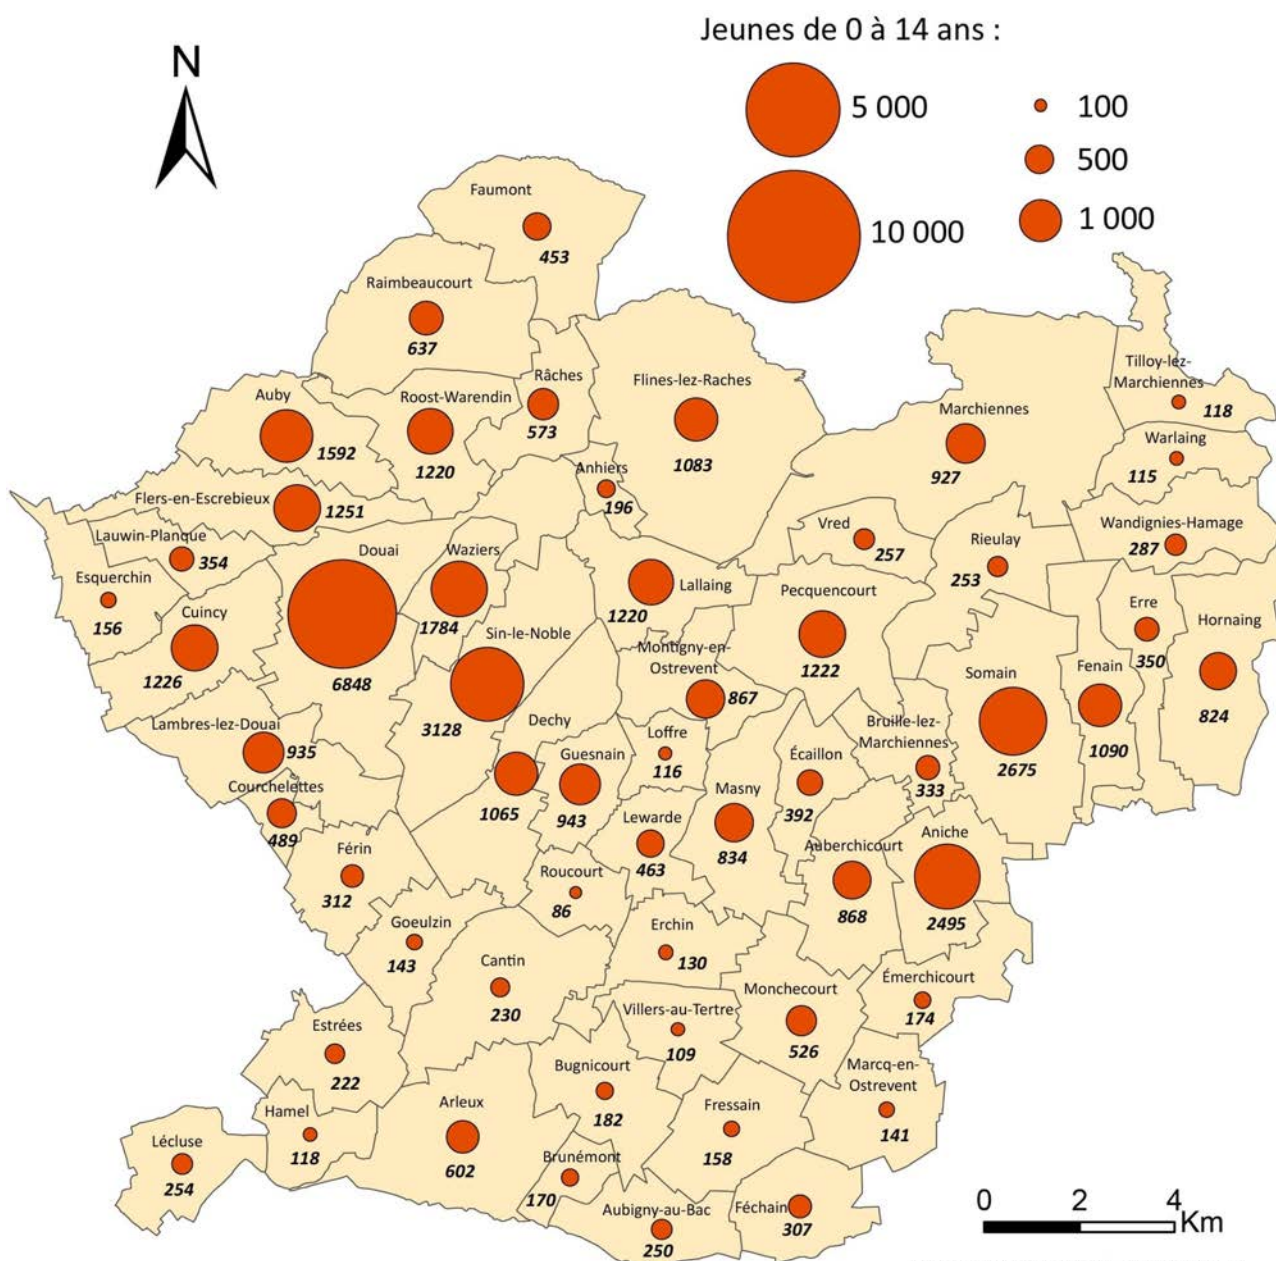 Jeunes de 0 à 14 ans :
N
5 000
100
500
10 000
1 000
Faumont
453
Raimbeaucourt
637
Râches
573
Flines-lez-Raches
1083
Tilloy-lez-
Marchiennes
118
Auby
1592
Roost-Warendin
1220
Marchiennes
927
Warlaing
115
Anhiers
196
Flers-en-Escrebieux
1251
Vred
257
Wandignies-Hamage
287
Lauwin-Planque
354
Douai
6848
Waziers
1784
Rieulay
253
Esquerchin
156
Lallaing
1220
Pecquencourt
1222
Erre
350
Hornaing
824
Cuincy
1226
Sin-le-Noble
3128
Montigny-en-
Ostrevent
867
Somain
2675
Fenain
1090
Lambres-lez-Douai
935
Dechy
1065
Loffre
116
Bruille-lez-
Marchiennes
333
Guesnain
943
Écaillon
392
Courchelettes
489
Masny
834
Lewarde
463
Férin
312
Auberchicourt
868
Aniche
2495
Roucourt
86
Goeulzin
143
Erchin
130
Cantin
230
Émerchicourt
174
Monchecourt
526
Villers-au-Tertre
109
Estrées
222
Bugnicourt
182
Marcq-en-
Ostrevent
141
Hamel
118
Arleux
602
Fressain
158
Lécluse
254
Brunémont
170
Aubigny-au-Bac
250
Féchain
307
0 2 4
Km